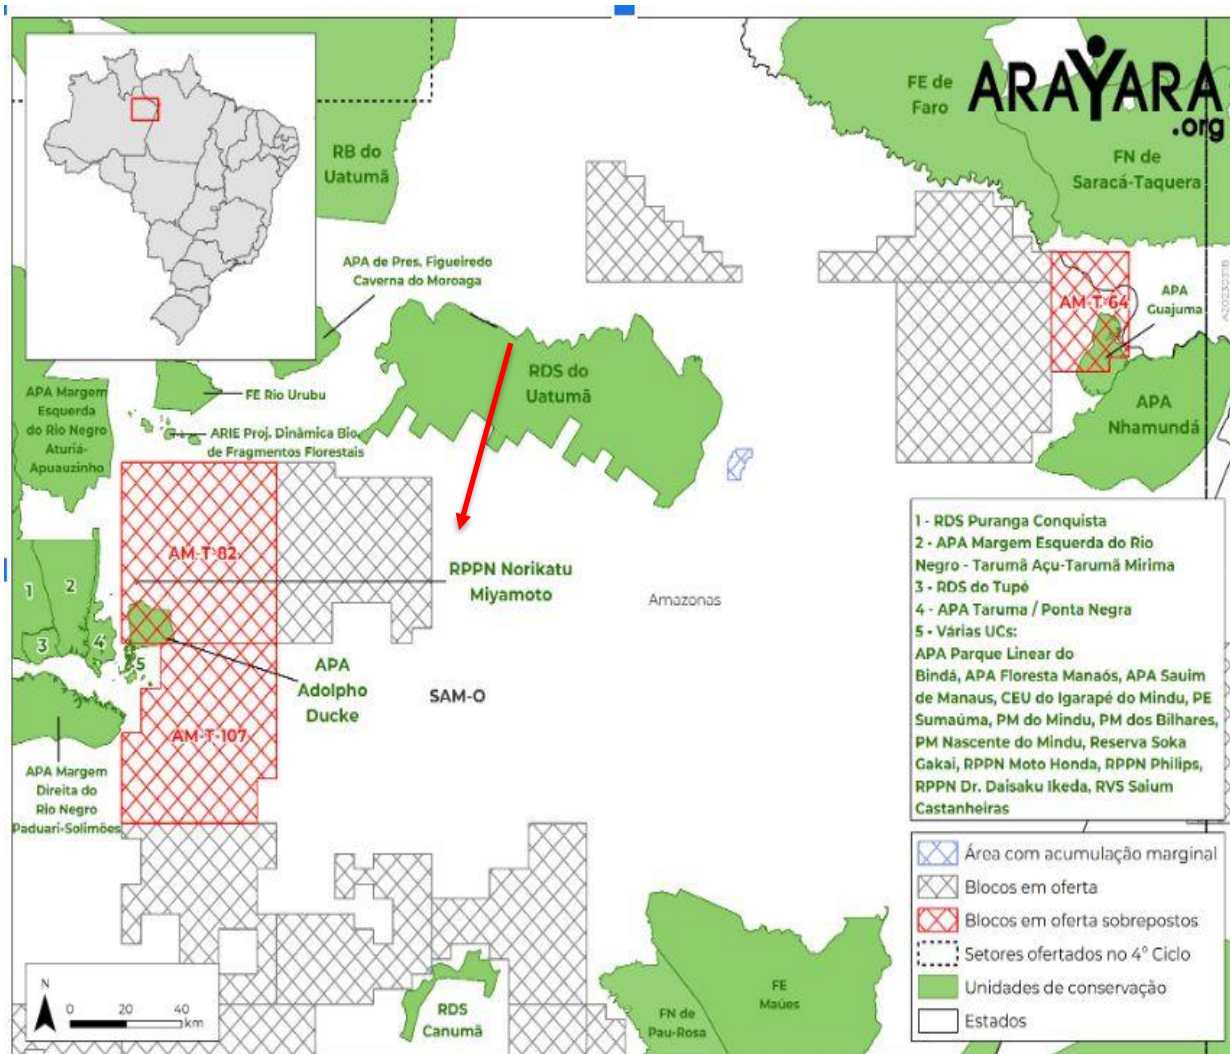 ARAYARA
.org
FE de
Faro
FN de
Saracá-Taquera
RB do
Uatumã
APA de Pres. Figueiredo
Caverna do Moroaga
AM-T-64
APA
Guajuma
A20230310
RDS do
Uatumã
FE Rio Urubu
APA Margem
Esquerda
do Rio Negro
Aturiá-
Apuauzinho
ARIE Proj. Dinâmica Bio.
de Fragmentos Florestais
APA
Nhamundá
AM-T-82
RPPN Norikatu
Miyamoto
Amazonas
1
2
3
4
5
APA
Adolpho
Ducke
SAM-O
AM-T-107
APA Margem
Direita do
Rio Negro
Paduari-Solimões
1 - RDS Puranga Conquista
2 - APA Margem Esquerda do Rio
Negro - Tarumã Açu-Tarumã Mirima
3 - RDS do Tupé
4 - APA Taruma / Ponta Negra
5 - Várias UCs:
APA Parque Linear do
Bindá, APA Floresta Manaós, APA Sauim
de Manaus, CEU do Igarapé do Mindu, PE
Sumaúma, PM do Mindu, PM dos Bilhares,
PM Nascente do Mindu, Reserva Soka
Gakai, RPPN Moto Honda, RPPN Philips,
RPPN Dr. Daisaku Ikeda, RVS Saium
Castanheiras
Área com acumulação marginal
Blocos em oferta
Blocos em oferta sobrepostos
Setores ofertados no 4º Ciclo
Unidades de conservação
Estados
N
0 20 40
km
RDS
Canumã
FN de
Pau-Rosa
FE
Maúes